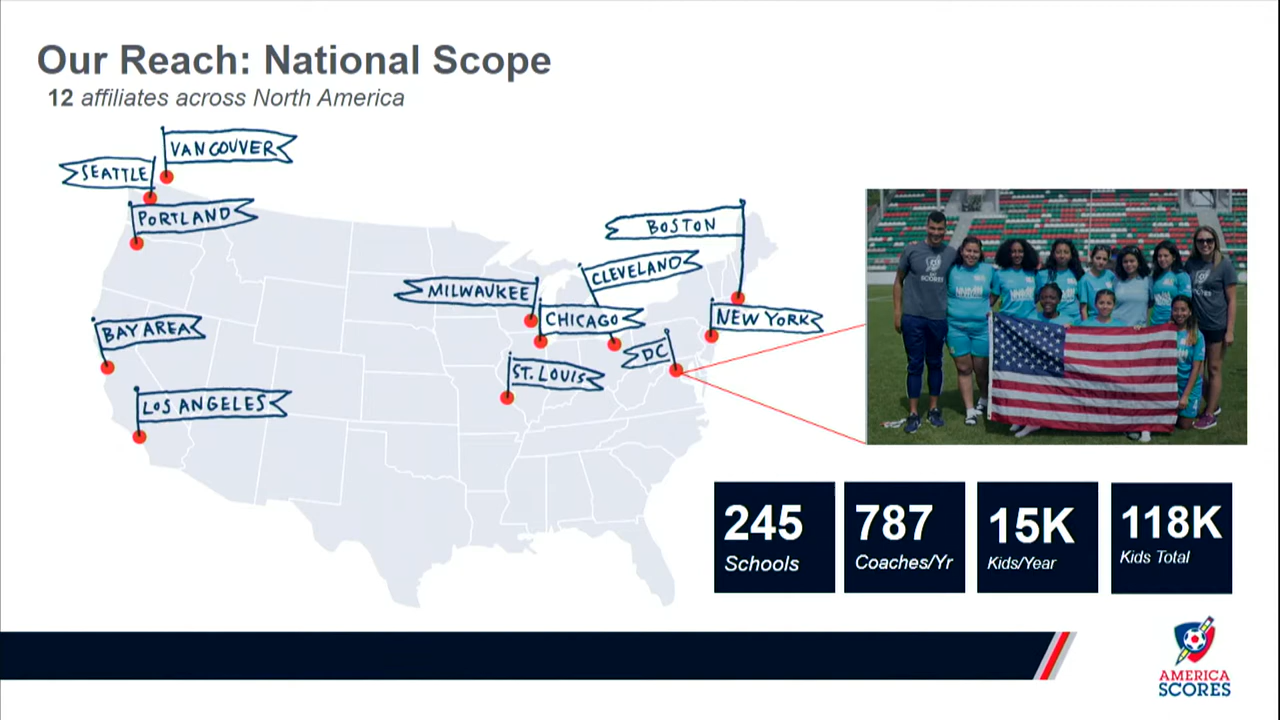 Our Reach: National Scope
12 affiliates across North America
VANCOUVER
SEATTLE
PORTLAND
BOSTON
CLEVELAND
MILWAUKEE
CHICAGO
NEW YORK
BAY AREA
DC
ST. LOUIS
LOS ANGELES
SCORES
245
Schools
787
Coaches/Yr
15K
Kids/Year
118K
Kids Total
AMERICA
SCORES